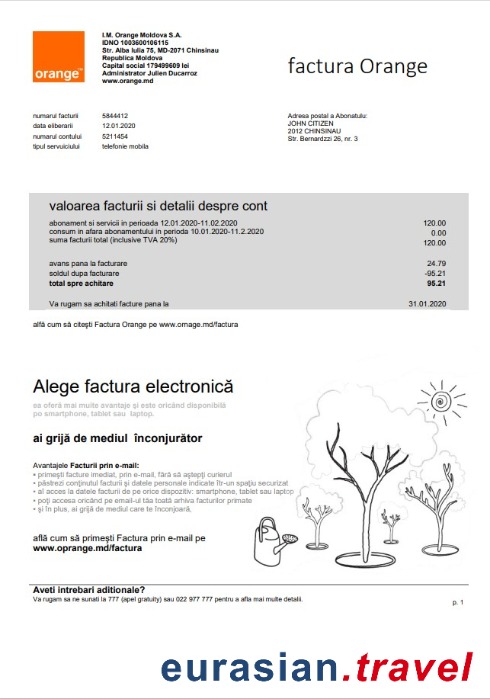 orange™
I.M. Orange Moldova S.A.
IDNO 1003600106115
Str. Alba Iulia 75, MD-2071 Chinsinau
Republica Moldova
Capital social 179499609 lei
Administrator Julien Ducarroz
www.orange.md
factura Orange
numarul facturii 5844412
data eliberarii 12.01.2020
numarul contului 5211454
tipul servuiciului telefonie mobila
Adresa postal a Abonatului:
JOHN CITIZEN
2012 CHINSINAU
Str. Bernardzzi 26, nr. 3
valoarea facturii si detalii despre cont
abonament si servicii in perioada 12.01.2020-11.02.2020 120.00
consum in afara abonamentului in perioda 10.01.2020-11.2.2020 0.00
suma facturii total (inclusive TVA 20%) 120.00
avans pana la facturare 24.79
soldul dupa facturare -95.21
total spre achitare 95.21
Va rugam sa achitati facture pana la 31.01.2020
alfă cum să citeşti Factura Orange pe www.ornage.md/factura
Alege factura electronică
sa oferă mai multe avantaje şi este oricând disponibilă
pe smartphone, tablet sau laptop.
ai grijă de mediul înconjurător
Avantajele Facturii prin e-mail:
• primeşti facture imediat, prin e-mail, fără să aştepţi curierul
• păstrezi conţinutul facturii şi datele personale indicate într-un spaţiu securizat
• al acces la datele facturii de pe orice dispozitiv: smartphone, tablet sau laptop
• poţi accesa oricând pe email-ul tăa toată arhiva facturilor primate
• şi în plus, ai grijă de mediul care te înconjoară,
află cum să primeşti Factura prin e-mail pe
www.oprange.md/factura
Aveti intrebari aditionale?
Va rugam sa ne sunati la 777 (apel gratuity) sau 022 977 777 pentru a afla mai multe detalii.
p. 1
eurasian.travel